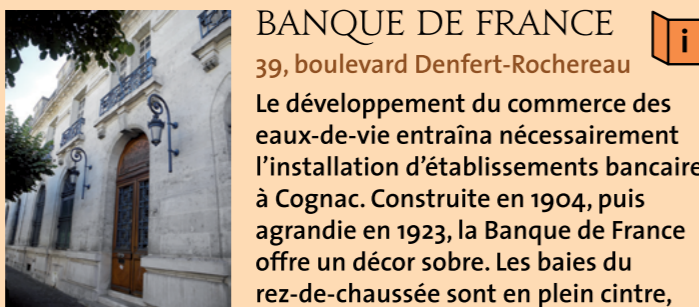 BANQUE DE FRANCE
i
39, boulevard Denfert-Rochereau
Le développement du commerce des
eaux-de-vie entraîna nécessairement
l’installation d’établissements bancaire
à Cognac. Construite en 1904, puis
agrandie en 1923, la Banque de France
offre un décor sobre. Les baies du
rez-de-chaussée sont en plein cintre,